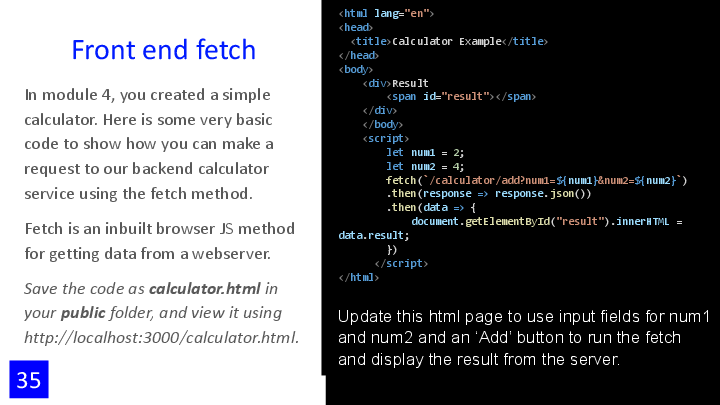 Front end fetch
In module 4, you created a simple
calculator. Here is some very basic
code to show how you can make a
request to our backend calculator
service using the fetch method.
Fetch is an inbuilt browser JS method
for getting data from a webserver.
Save the code as calculator.html in
your public folder, and view it using
http://localhost:3000/calculator.html.
35
<html lang="en">
<head>
<title>Calculator Example</title>
</head>
<body>
<div>Result
<span id="result"></span>
</div>
</body>
<script>
let num1 = 2;
let num2 = 4;
fetch(`/calculator/add?num1=${num1}&num2=${num2}`)
.then(response => response.json())
.then(data => {
document.getElementById("result").innerHTML =
data.result;
})
</script>
</html>
Update this html page to use input fields for num1
and num2 and an ‘Add’ button to run the fetch
and display the result from the server.